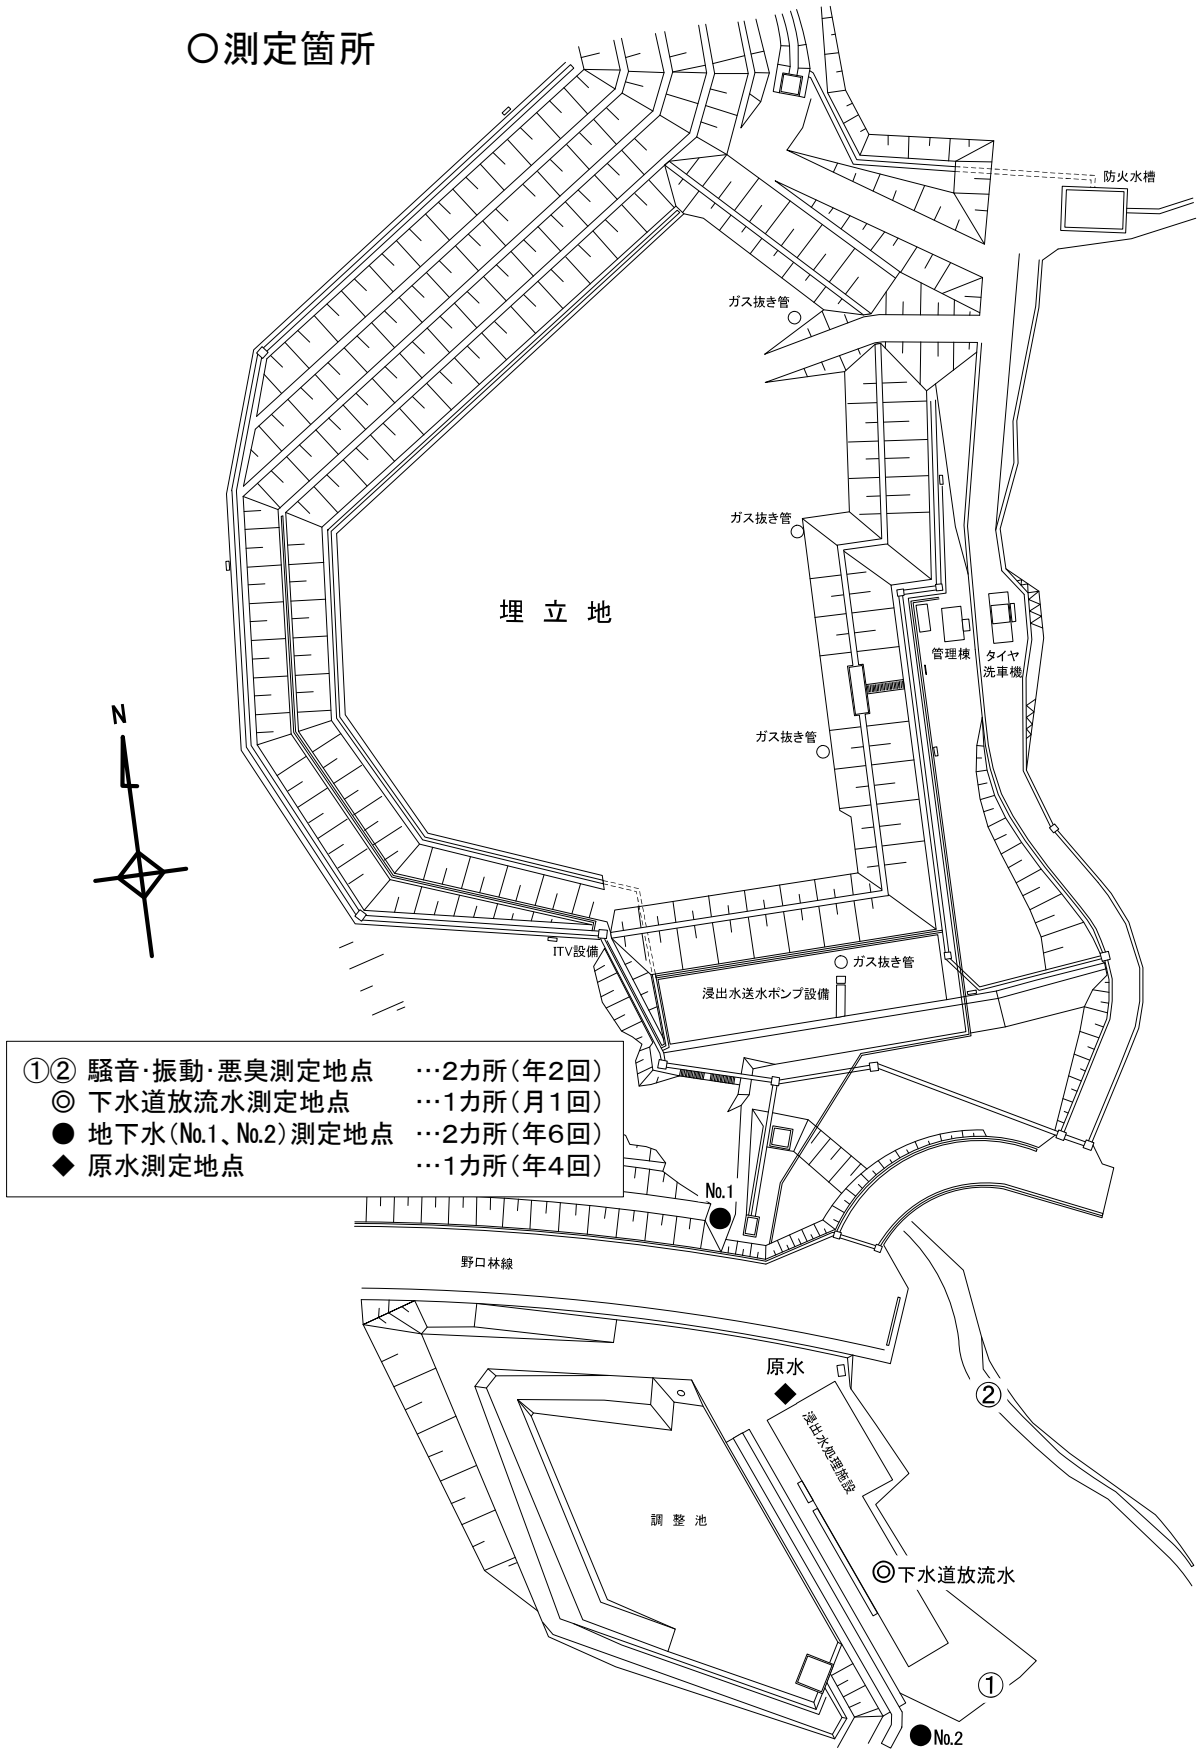 ○測定箇所
防火水槽
ガス抜き管
ガス抜き管
埋立地
管理棟
タイヤ
洗車機
N
ガス抜き管
ITV設備
ガス抜き管
浸出水送水ポンプ設備
①② 騒音・振動・悪臭測定地点 …2カ所(年2回)
◎ 下水道放流水測定地点 …1カ所(月1回)
● 地下水(No.1、No.2)測定地点 …2カ所(年6回)
◆ 原水測定地点 …1カ所(年4回)
No.1
野口林線
原水
②
浸出水処理施設
調整池
下水道放流水
①
No.2